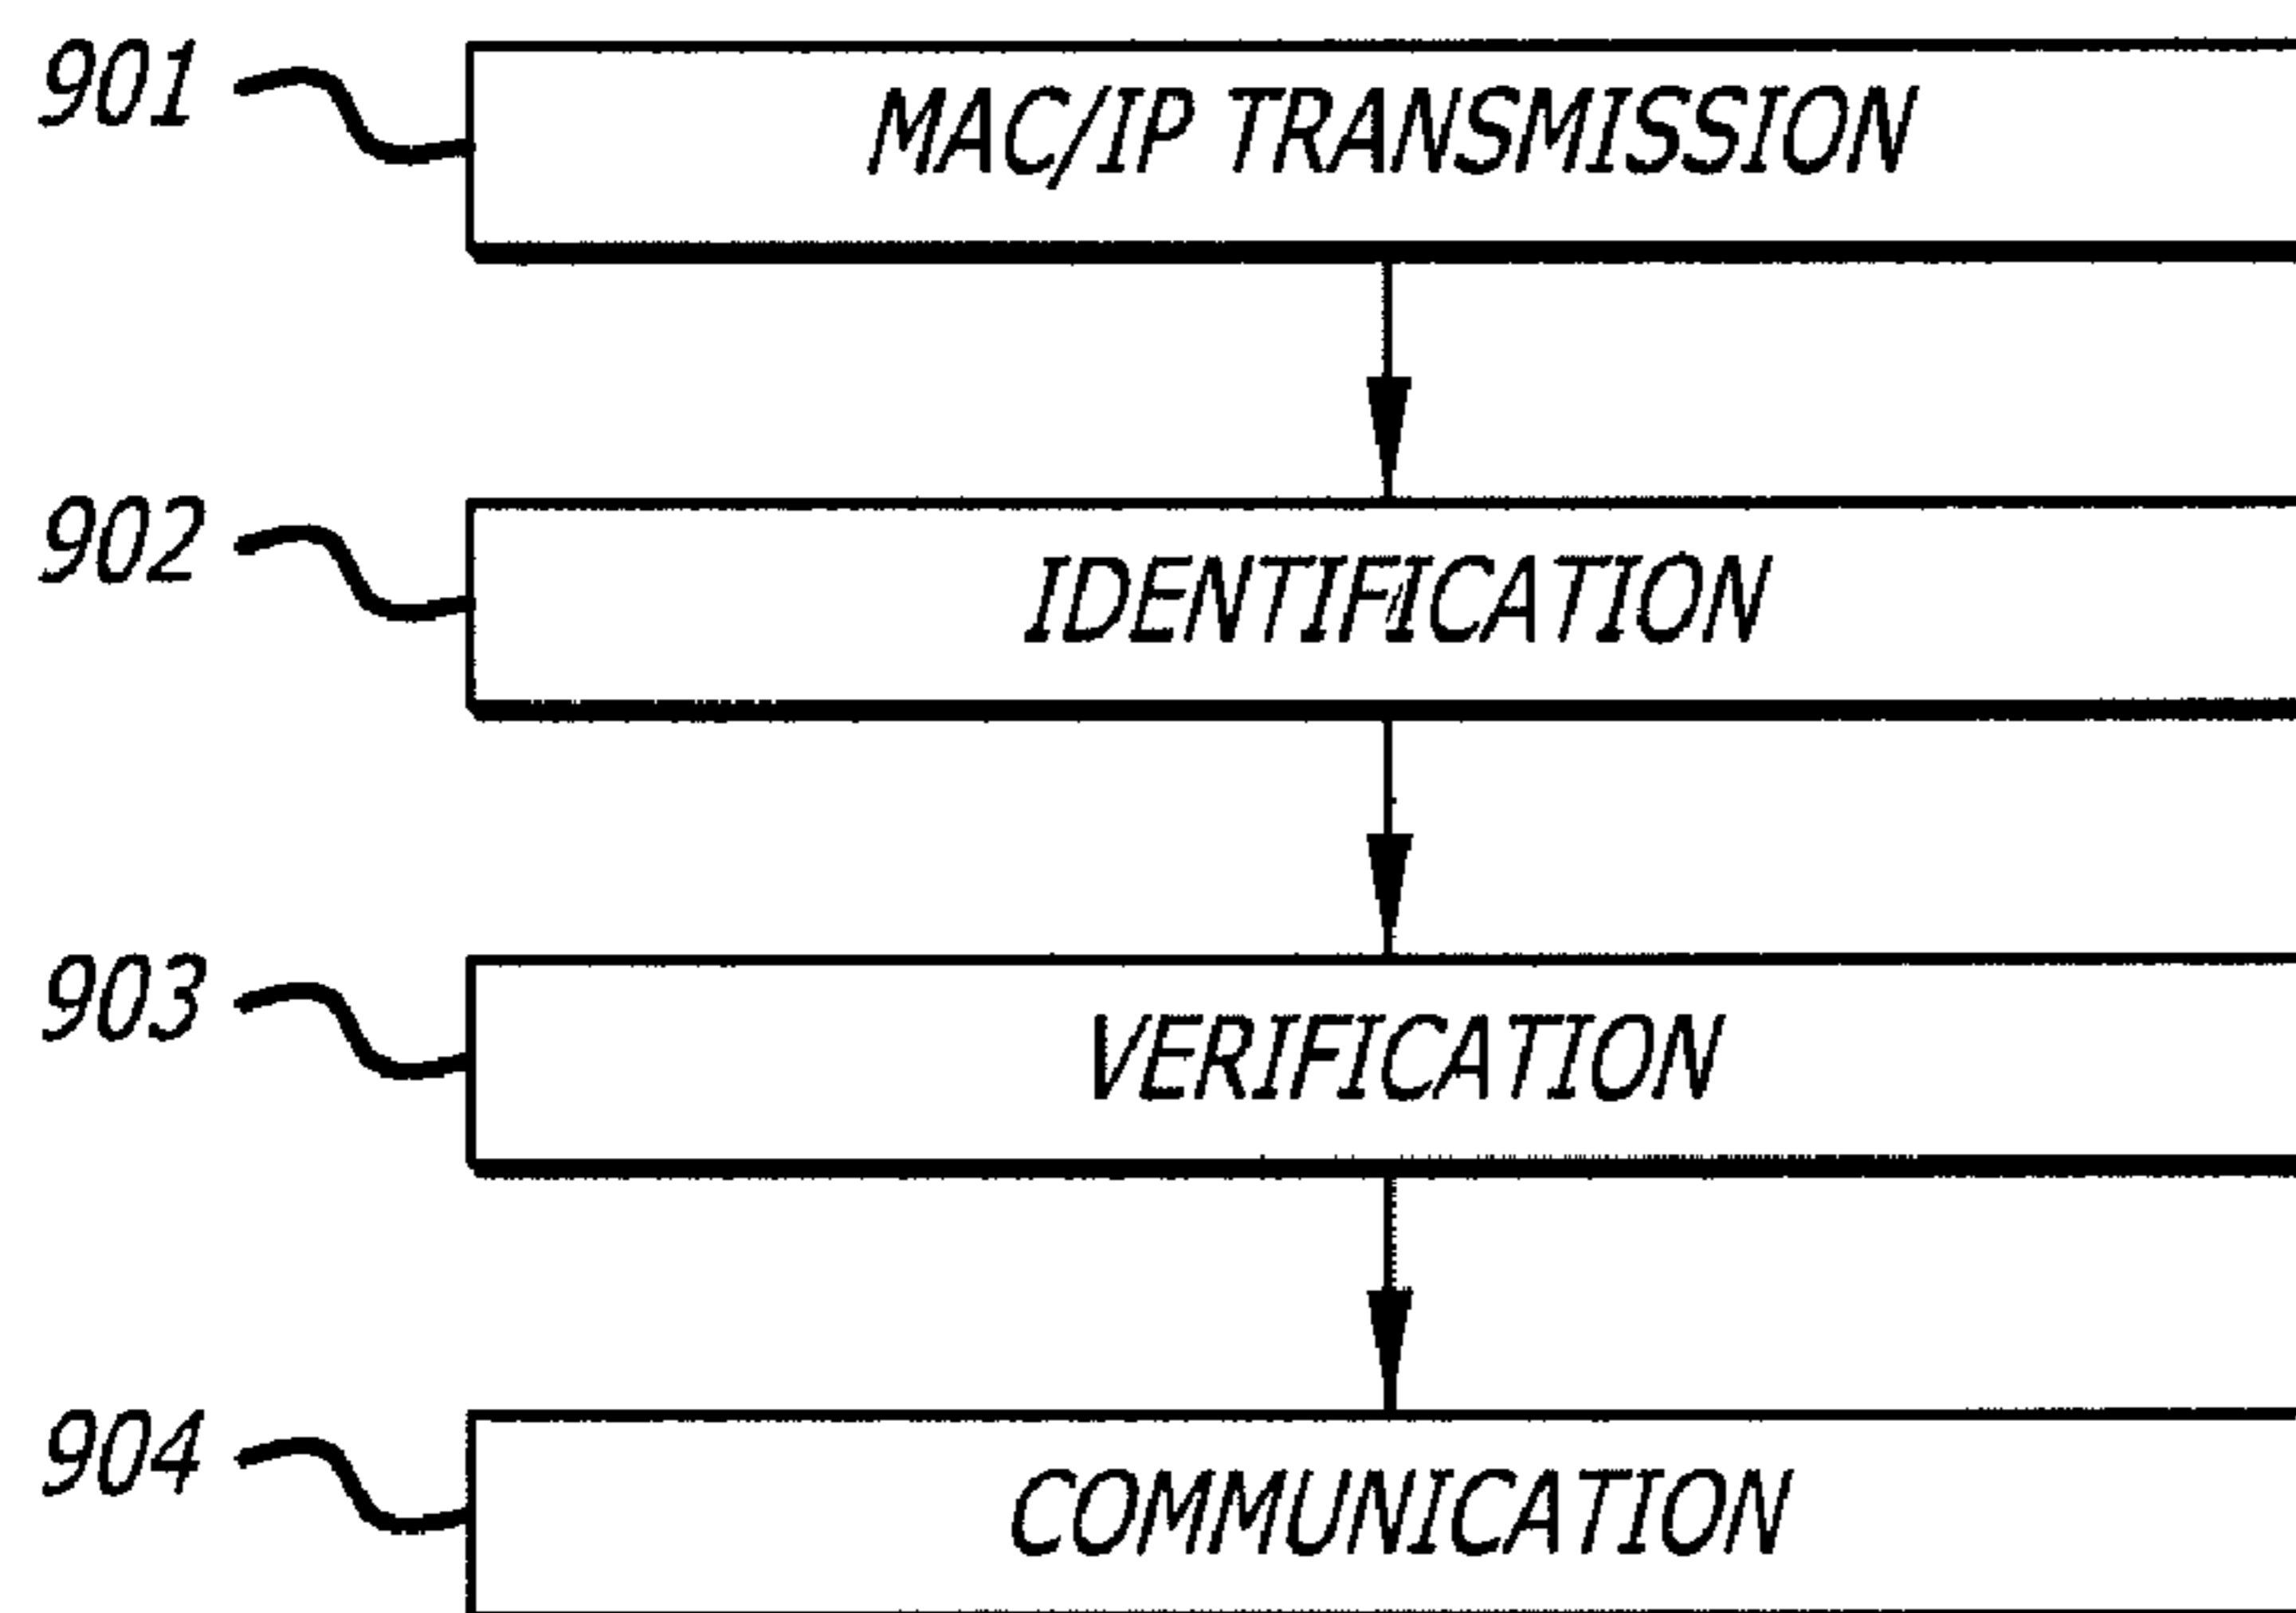 901
MAC/IP TRANSMISSION
902
IDENTIFICATION
903
VERIFICATION
904
COMMUNICATION